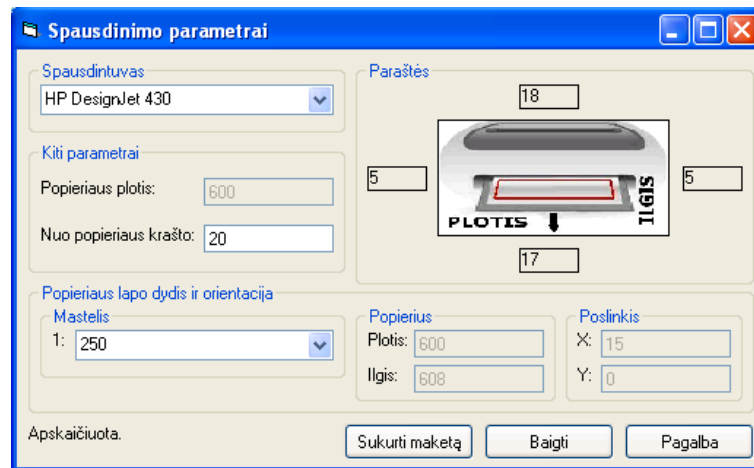 Spausdinimo parametrai
Spausdintuvas
HP DesignJet 430
Kiti parametrai
Popieriaus plotis: 600
Nuo popieriaus krašto: 20
Paraštės
18
5
5
PLOTIS
ILGIS
17
Popieriaus lapo dydis ir orientacija
Mastelis
1: 250
Popierius
Plotis: 600
Ilgis: 608
Poslinkis
X: 15
Y: 0
Apskaičiuota.
Sukurti maketą
Baigti
Pagalba